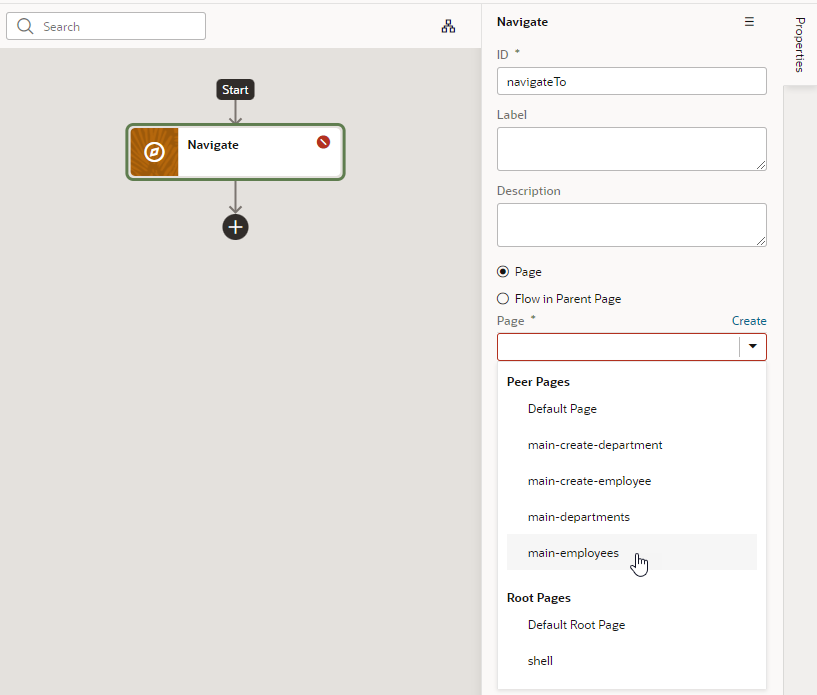 Search
Start
Navigate
Navigate
ID *
navigateTo
Label
Description
Page
Flow in Parent Page
Page *
Create
Peer Pages
Default Page
main-create-department
main-create-employee
main-departments
main-employees
Root Pages
Default Root Page
shell
Properties